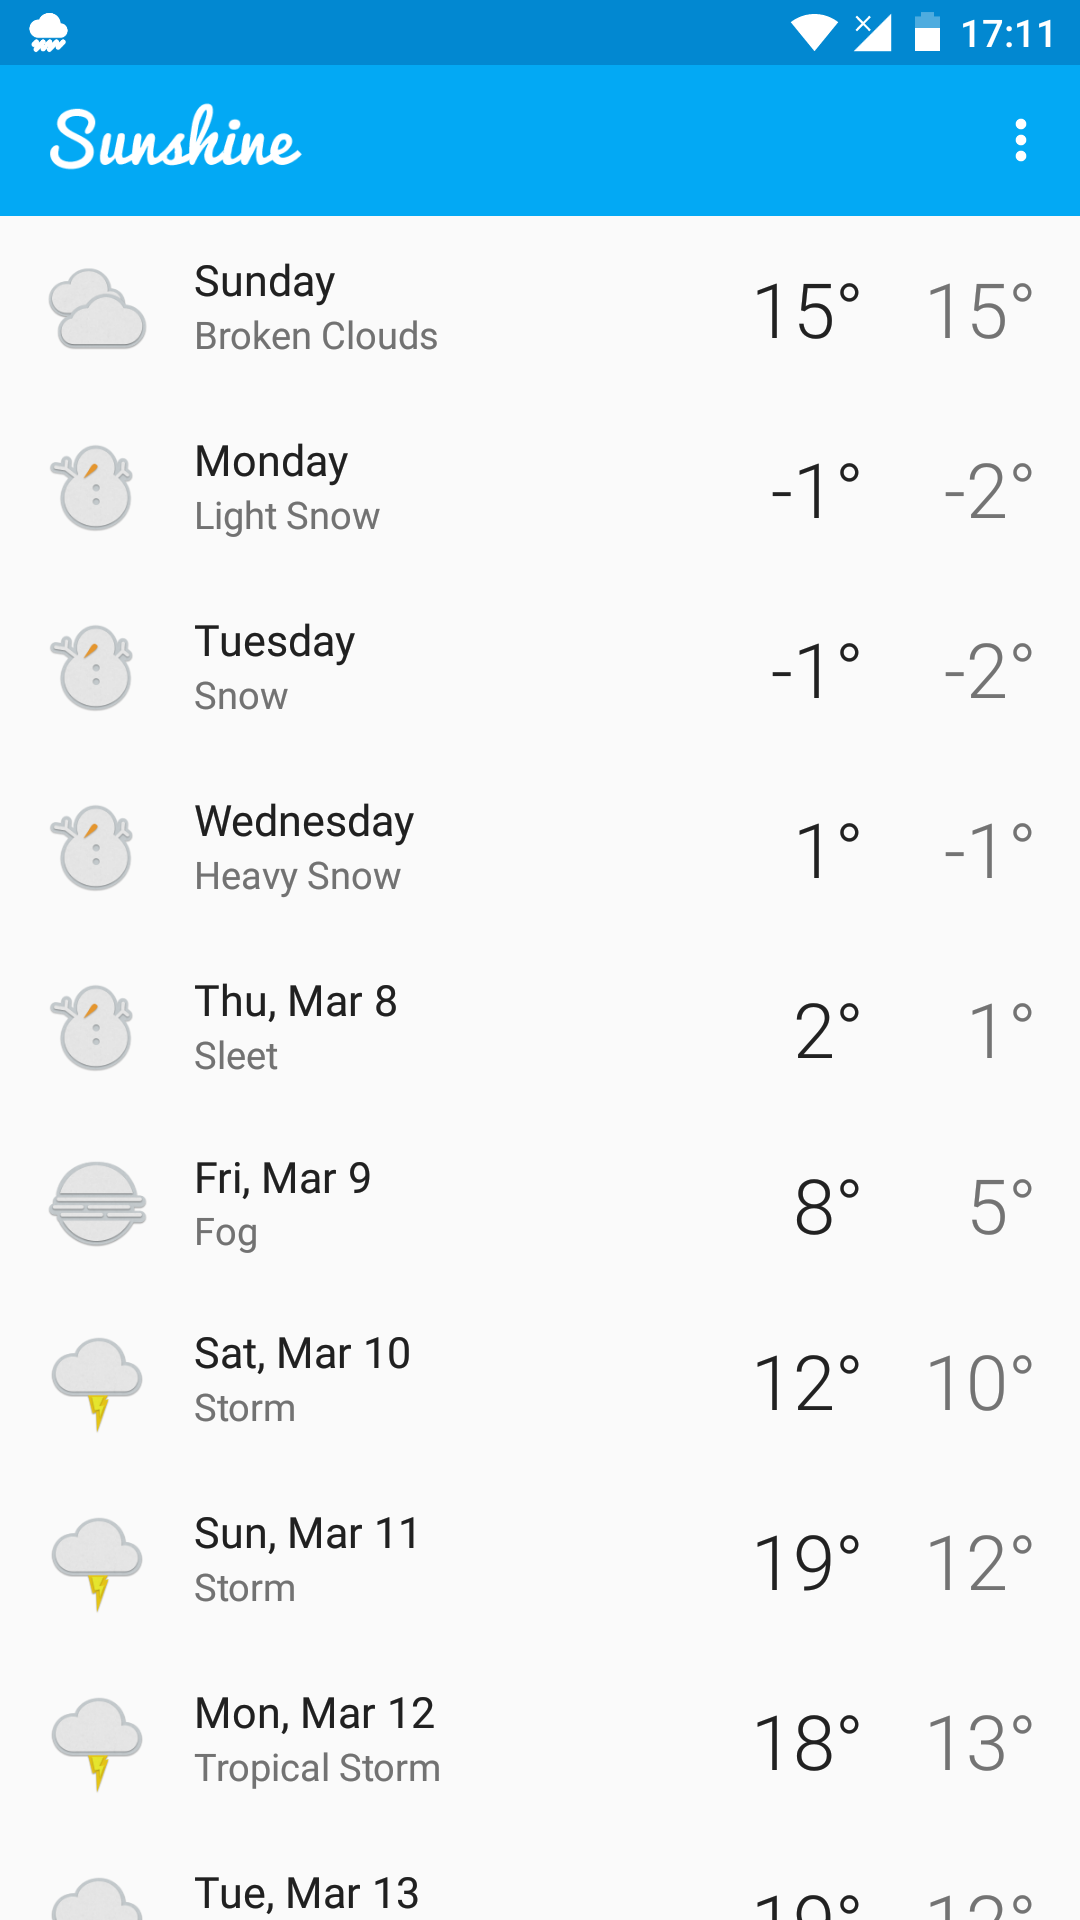 17:11
Sunshine
Sunday
Broken Clouds
15° 15°
Monday
Light Snow
-1° -2°
Tuesday
Snow
-1° -2°
Wednesday
Heavy Snow
1° -1°
Thu, Mar 8
Sleet
2° 1°
Fri, Mar 9
Fog
8° 5°
Sat, Mar 10
Storm
12° 10°
Sun, Mar 11
Storm
19° 12°
Mon, Mar 12
Tropical Storm
18° 13°
Tue, Mar 13